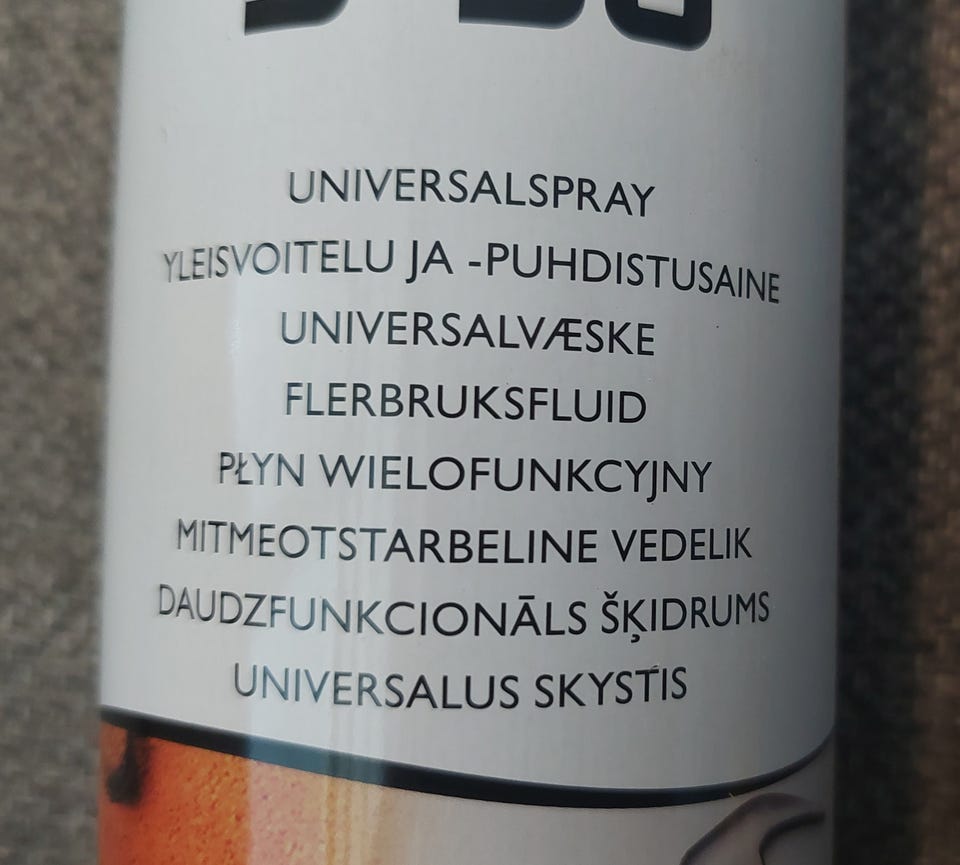 UNIVERSALSPRAY
YLEISVOITELU JA -PUHDISTUSAINE
UNIVERSALVÆSKE
FLERBRUKSFLUID
PŁYN WIELOFUNKCYJNY
MITMEOTSTARBELINE VEDELIK
DAUDZFUNKCIONĀLS ŠĶIDRUMS
UNIVERSALUS SKYSTIS